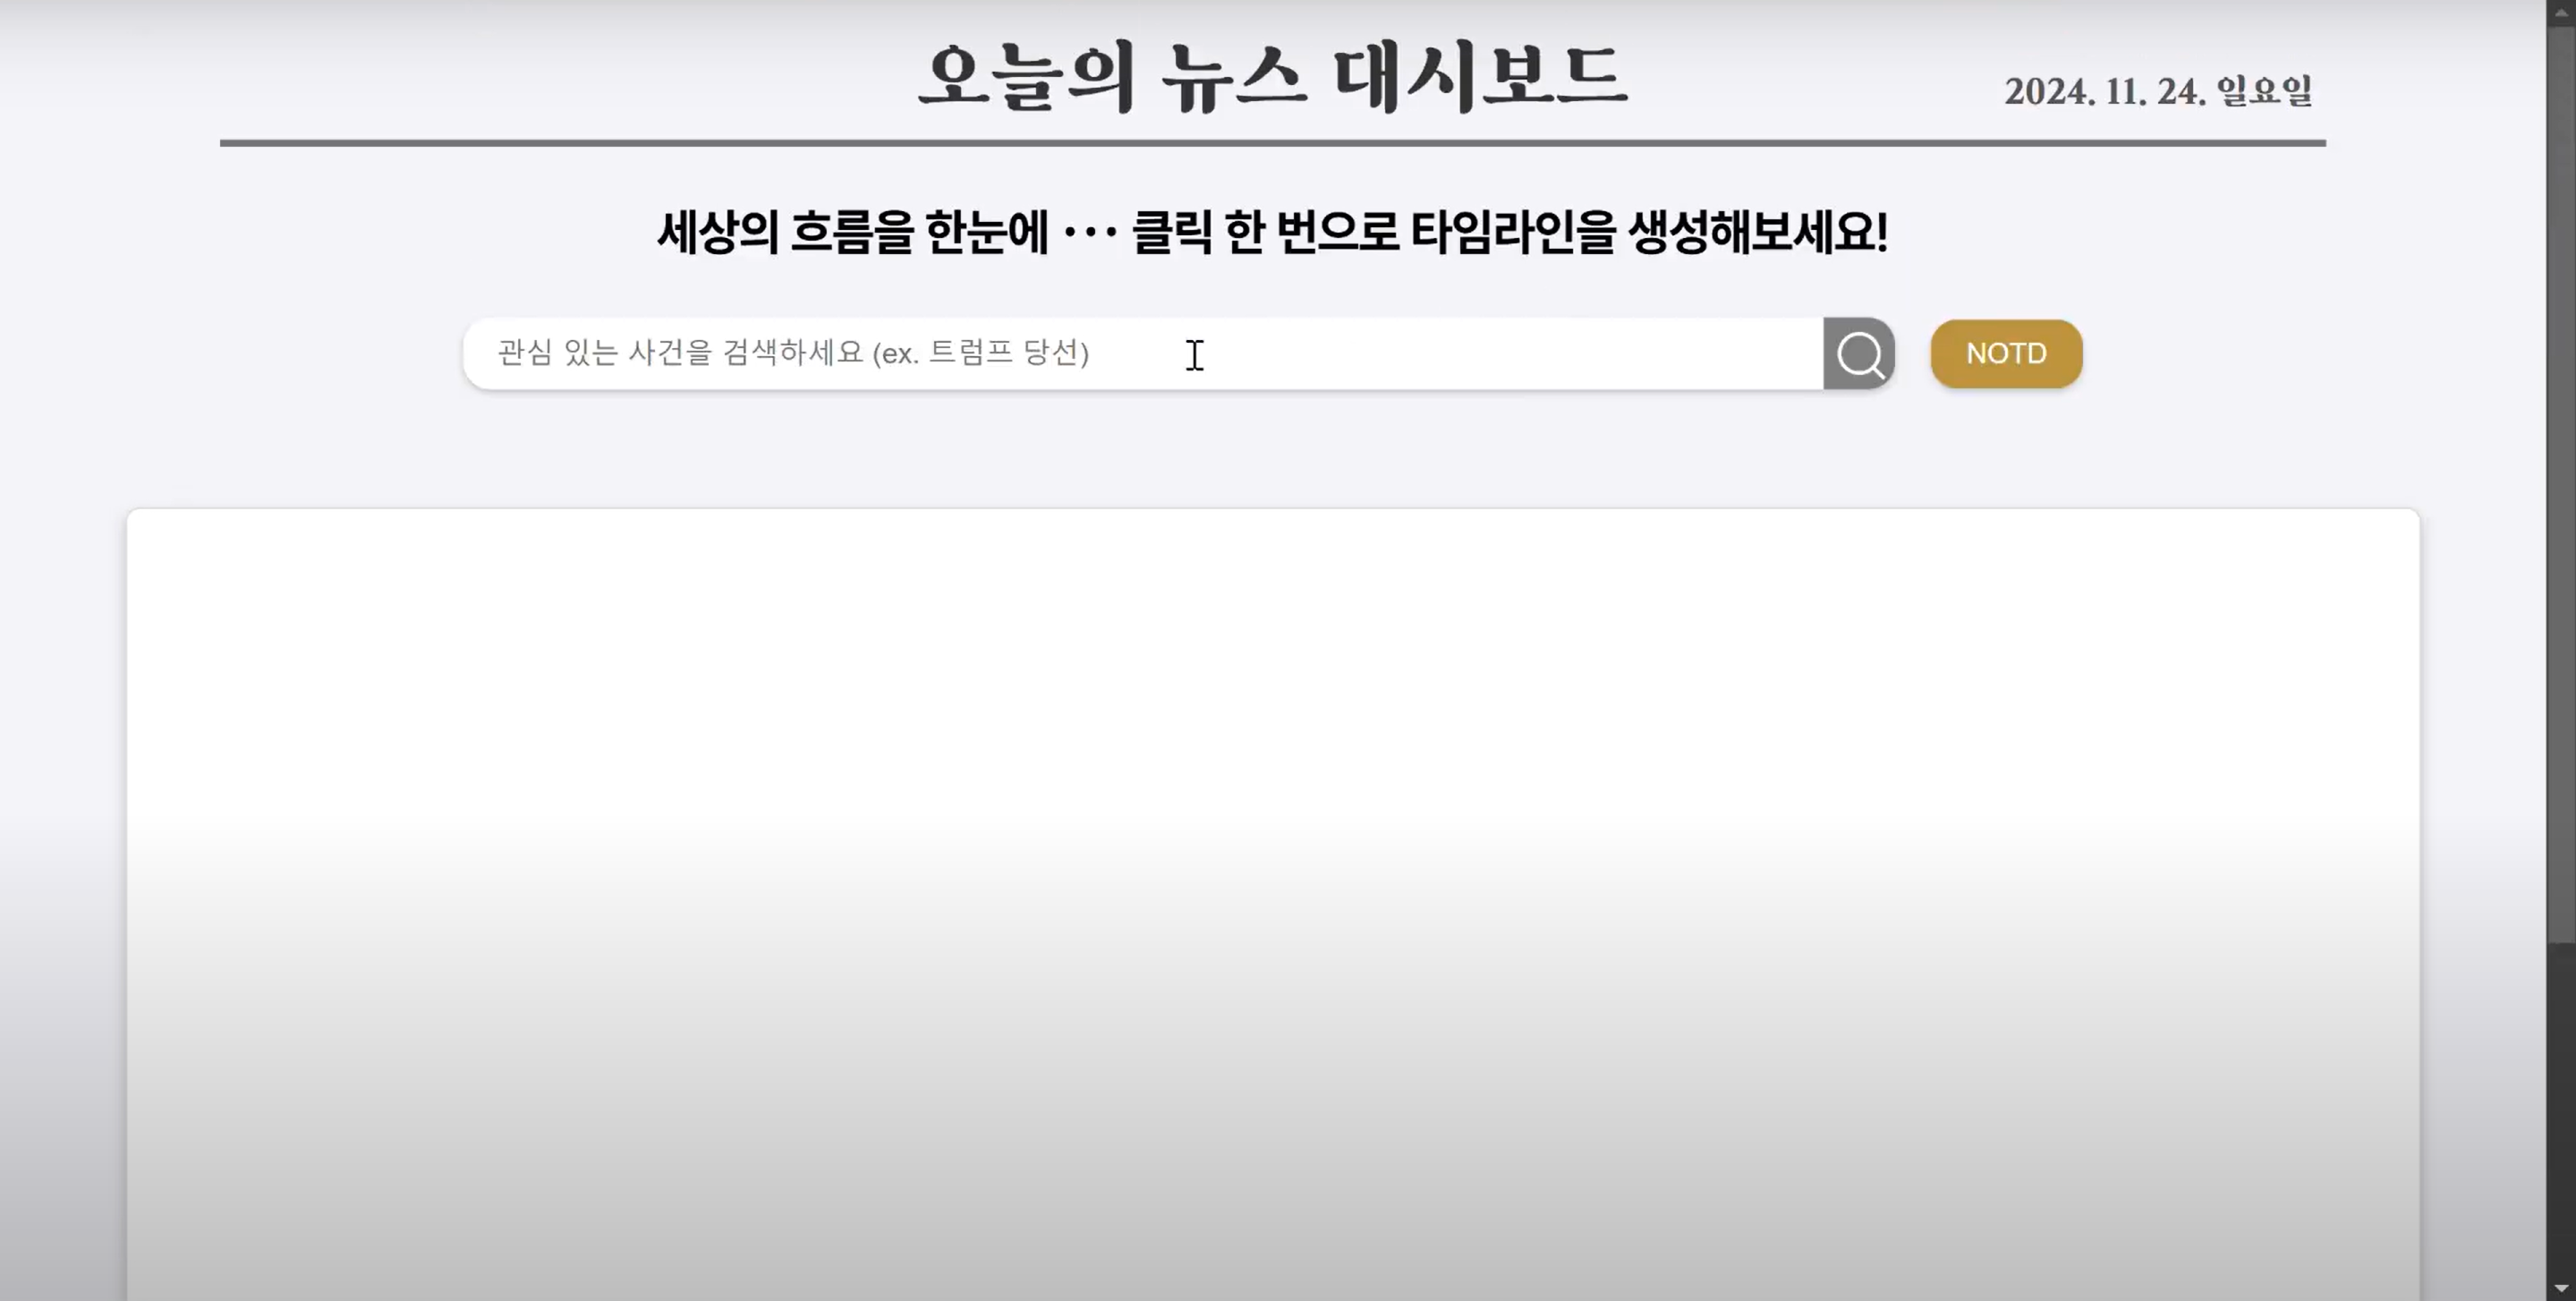 오늘의 뉴스 대시보드
2024. 11. 24. 일요일
세상의 흐름을 한눈에 ··· 클릭 한 번으로 타임라인을 생성해보세요!
관심 있는 사건을 검색하세요 (ex. 트럼프 당선)
NOTD